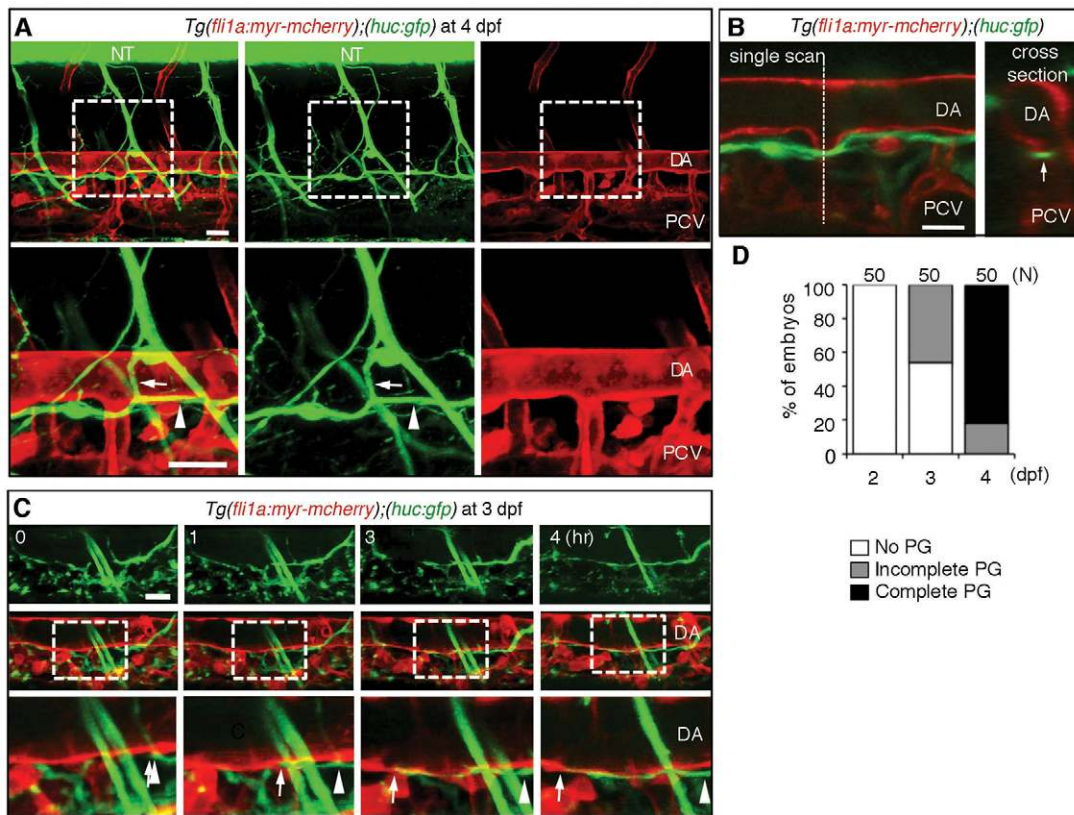 A
Tg(fli1a:myr-mcherry);(huc:gfp) at 4 dpf
NT
NT
DA
PCV
DA
PCV
B
Tg(fli1a:myr-mcherry);(huc:gfp)
single scan
DA
PCV
cross
section
DA
PCV
C
Tg(fli1a:myr-mcherry);(huc:gfp) at 3 dpf
0
1
3
4 (hr)
DA
DA
D
50 50 50 (N)
% of embryos
100
80
60
40
20
0
2 3 4 (dpf)
No PG
Incomplete PG
Complete PG